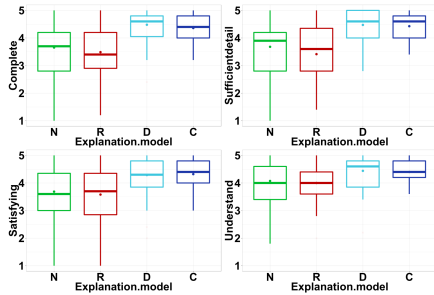 Complete
5
4
3
2
1
N R D C
Explanation.model
Sufficientdetail
5
4
3
2
1
N R D C
Explanation.model
Satisfying
5
4
3
2
1
N R D C
Explanation.model
Understand
5
4
3
2
1
N R D C
Explanation.model